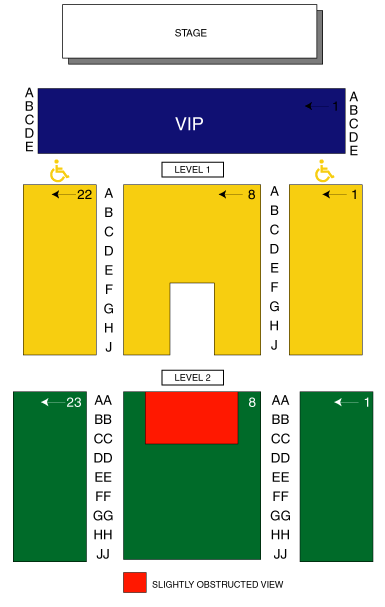 STAGE
A
B
C
D
E
VIP
1
A
B
C
D
E
LEVEL 1
22
A
B
C
D
E
F
G
H
J
8
A
B
C
D
E
F
G
H
J
1
LEVEL 2
23
AA
BB
CC
DD
EE
FF
GG
HH
JJ
8
AA
BB
CC
DD
EE
FF
GG
HH
JJ
1
SLIGHTLY OBSTRUCTED VIEW